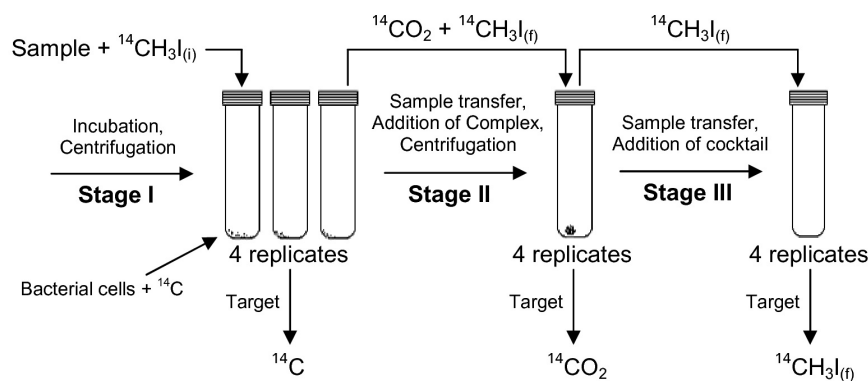 Sample + ¹⁴CH₃I₍ᵢ₎
¹⁴CO₂ + ¹⁴CH₃I₍f₎
¹⁴CH₃I₍f₎
Incubation,
Centrifugation
Stage I
Sample transfer,
Addition of Complex,
Centrifugation
Stage II
Sample transfer,
Addition of cocktail
Stage III
Bacterial cells + ¹⁴C
4 replicates
4 replicates
4 replicates
Target
Target
Target
¹⁴C
¹⁴CO₂
¹⁴CH₃I₍f₎